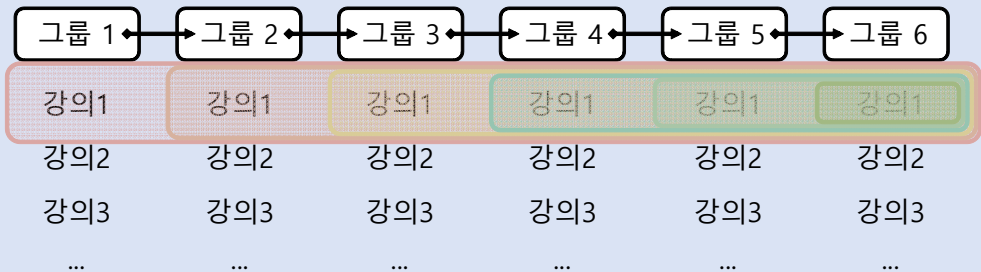 그룹 1 그룹 2 그룹 3 그룹 4 그룹 5 그룹 6
강의1 강의1 강의1 강의1 강의1 강의1
강의2 강의2 강의2 강의2 강의2 강의2
강의3 강의3 강의3 강의3 강의3 강의3
... ... ... ... ... ...